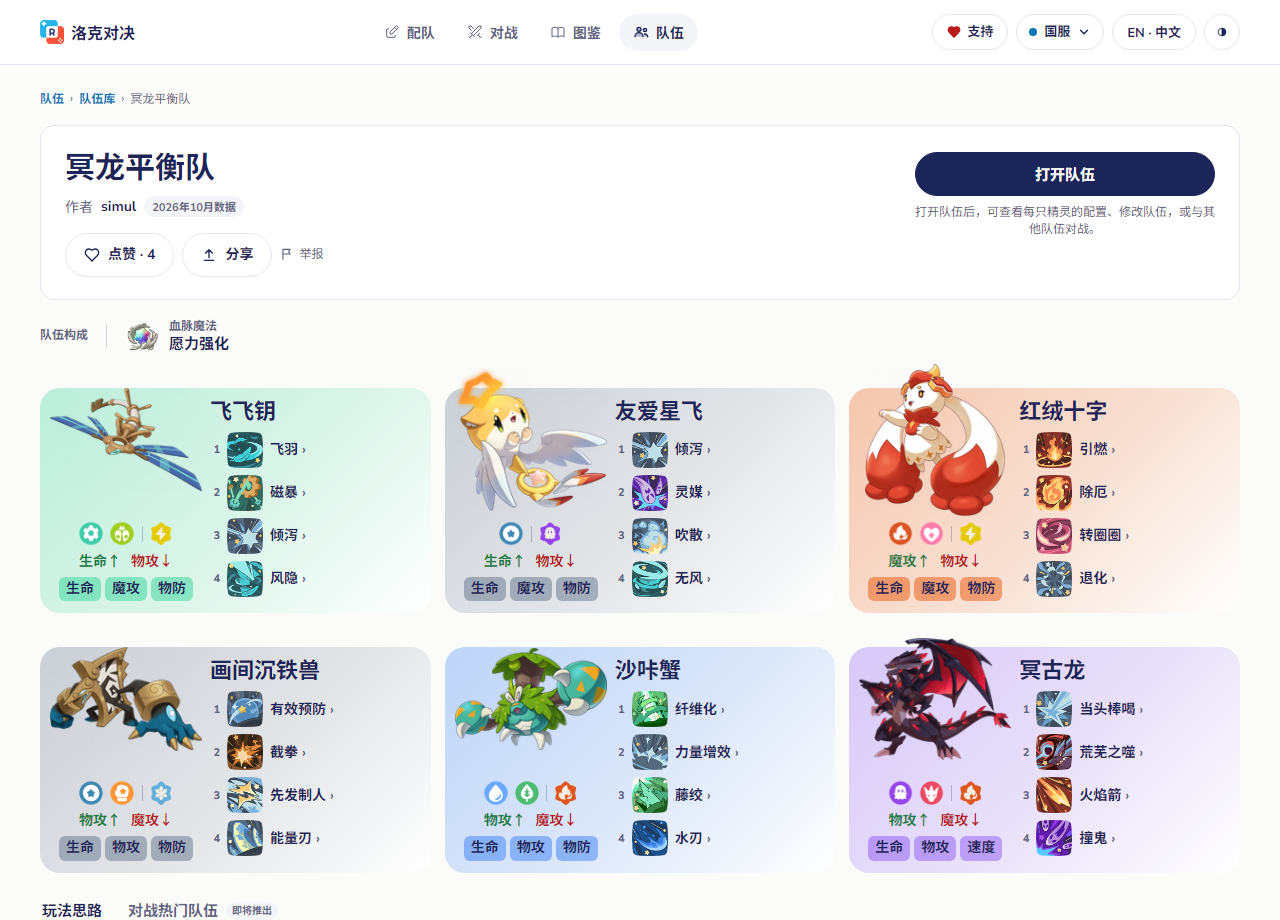 洛克对决
配队
对战
图鉴
队伍
支持
国服
EN · 中文
队伍 › 队伍库 › 冥龙平衡队
冥龙平衡队
作者 simul 2026年10月数据
点赞 · 4
分享
举报
打开队伍
打开队伍后，可查看每只精灵的配置、修改队伍，或与其
他队伍对战。
队伍构成
血脉魔法
愿力强化
飞飞钥
1 飞羽 ›
2 磁暴 ›
3 倾泻 ›
4 风隐 ›
生命↑ 物攻↓
生命 魔攻 物防
友爱星飞
1 倾泻 ›
2 灵媒 ›
3 吹散 ›
4 无风 ›
生命↑ 物攻↓
生命 魔攻 物防
红绒十字
1 引燃 ›
2 除厄 ›
3 转圈圈 ›
4 退化 ›
魔攻↑ 物攻↓
生命 魔攻 物防
画间沉铁兽
1 有效预防 ›
2 截拳 ›
3 先发制人 ›
4 能量刃 ›
物攻↑ 魔攻↓
生命 物攻 物防
沙咔蟹
1 纤维化 ›
2 力量增效 ›
3 藤绞 ›
4 水刃 ›
物攻↑ 魔攻↓
生命 物攻 物防
冥古龙
1 当头棒喝 ›
2 荒芜之噬 ›
3 火焰箭 ›
4 撞鬼 ›
物攻↑ 魔攻↓
生命 物攻 速度
玩法思路
对战热门队伍 即将推出